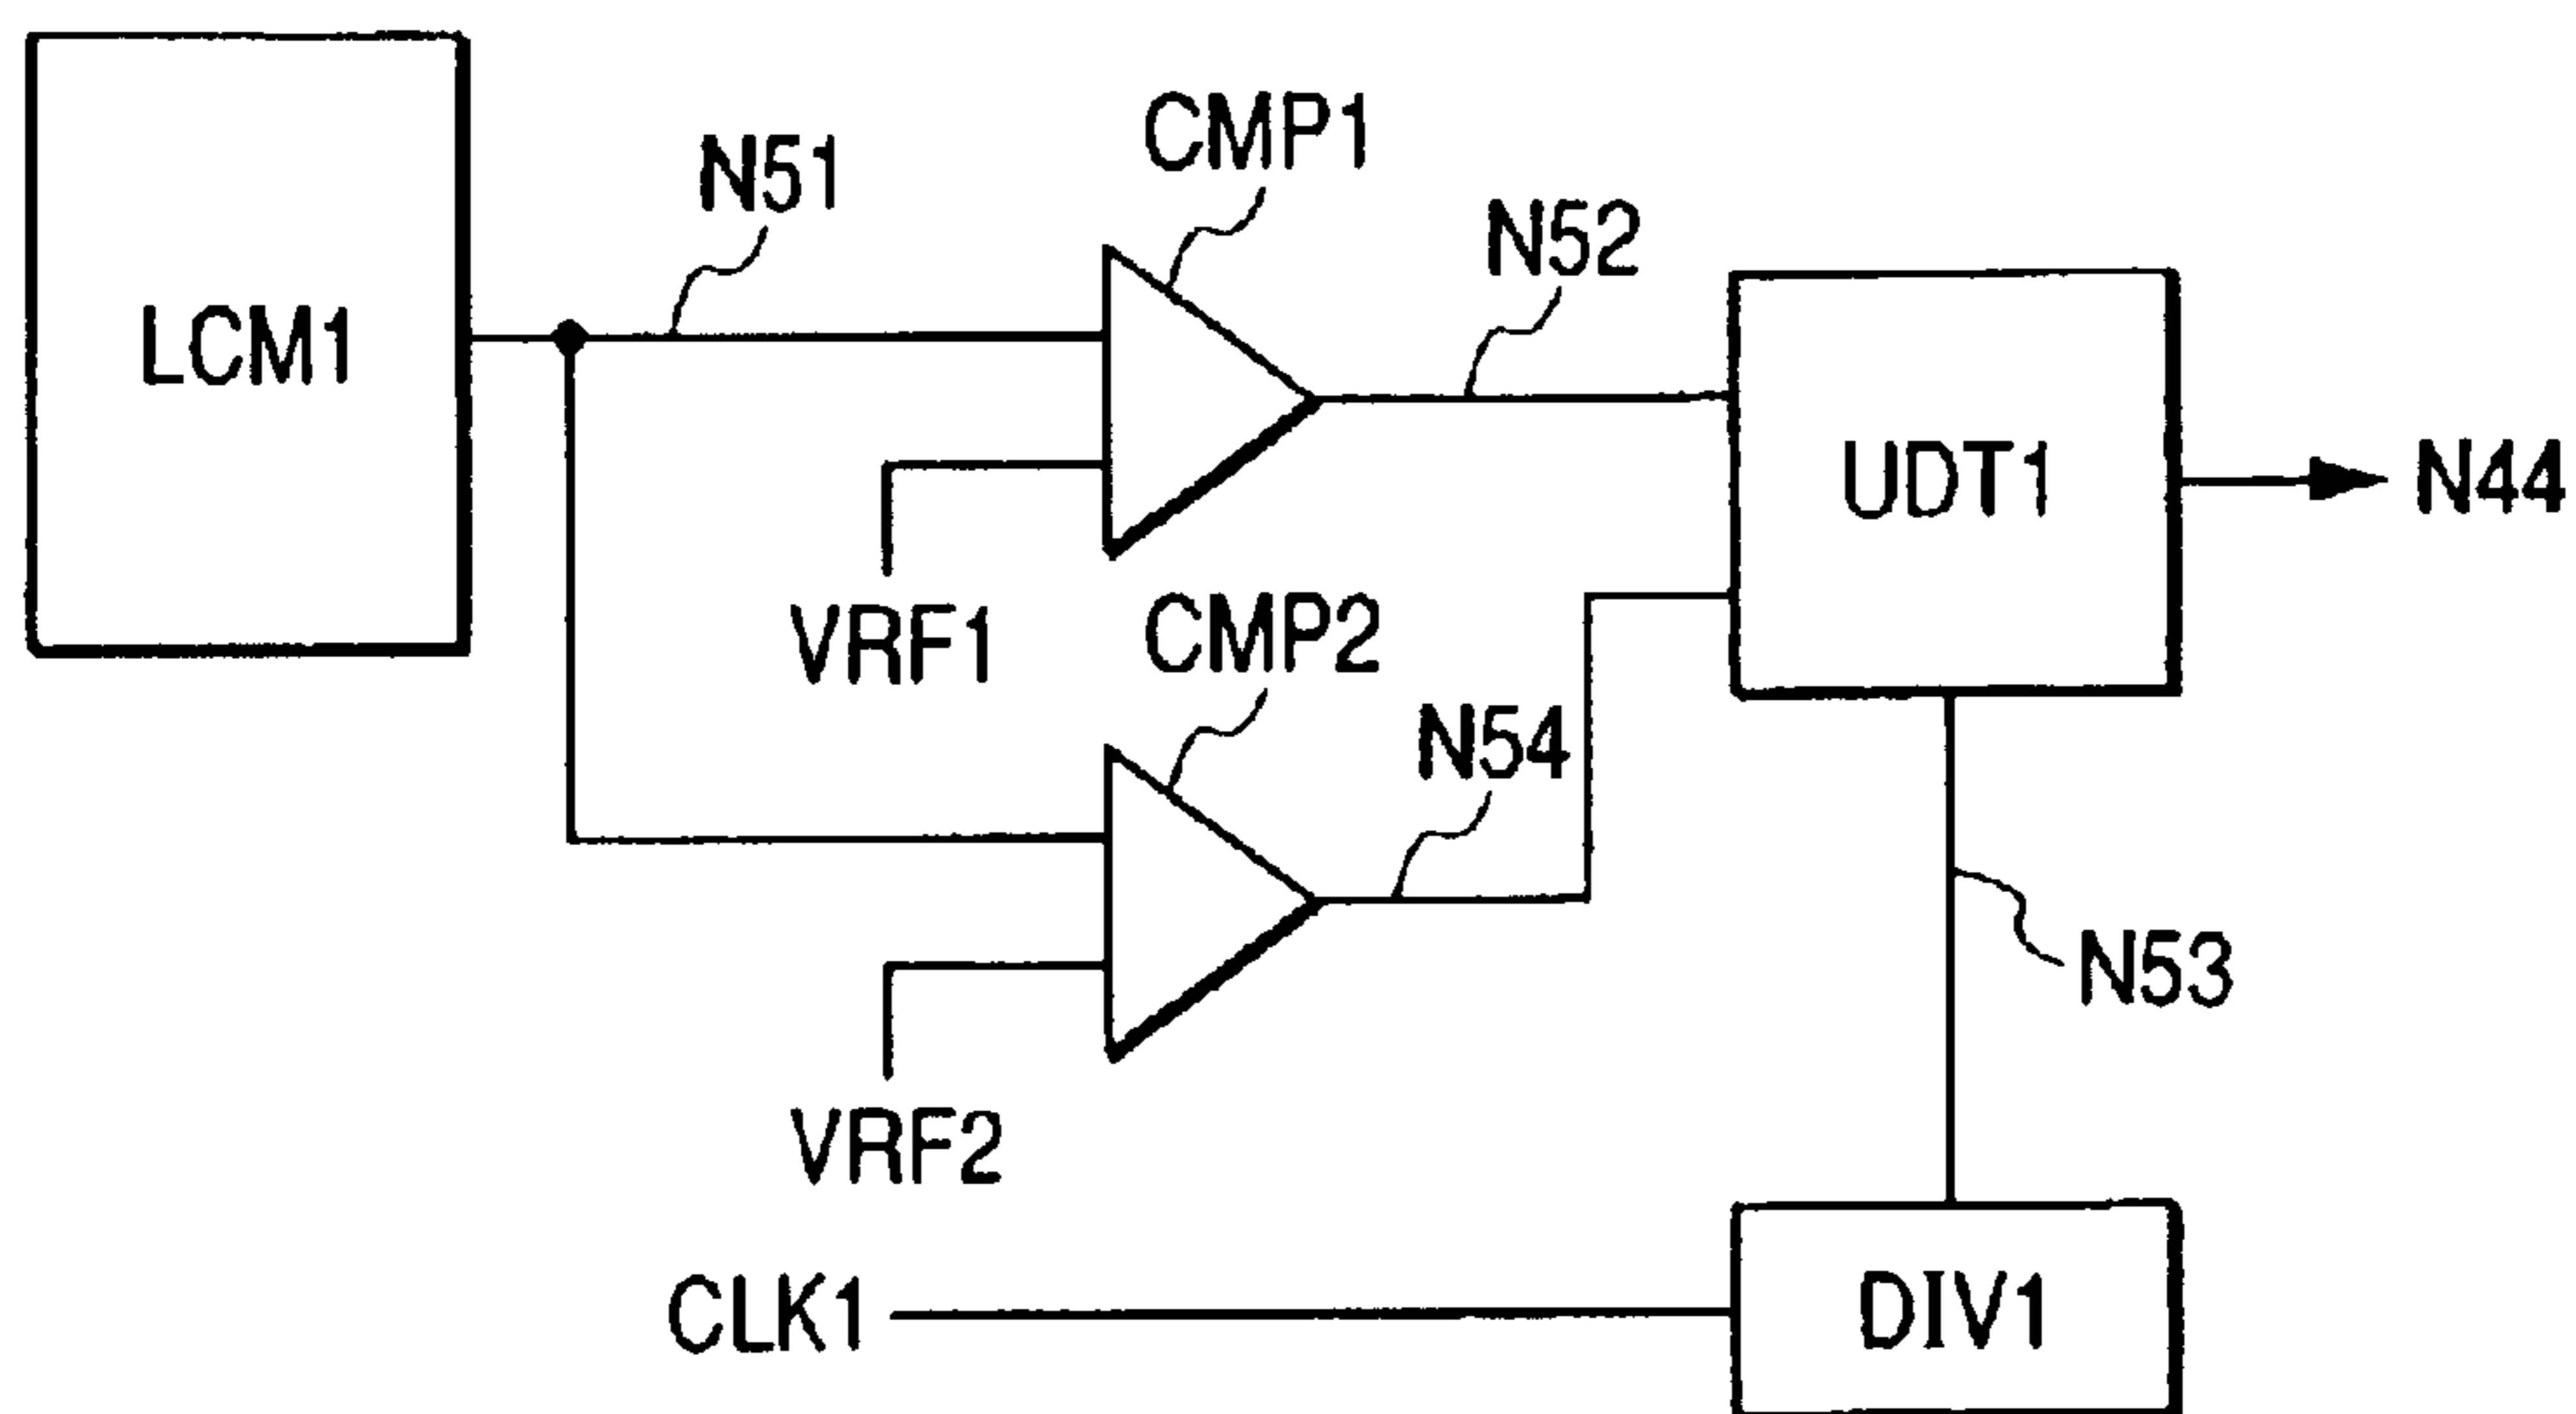 CMP1
N51
N52
LCM1
UDT1
N44
VRF1
CMP2
N54
N53
VRF2
CLK1
DIV1